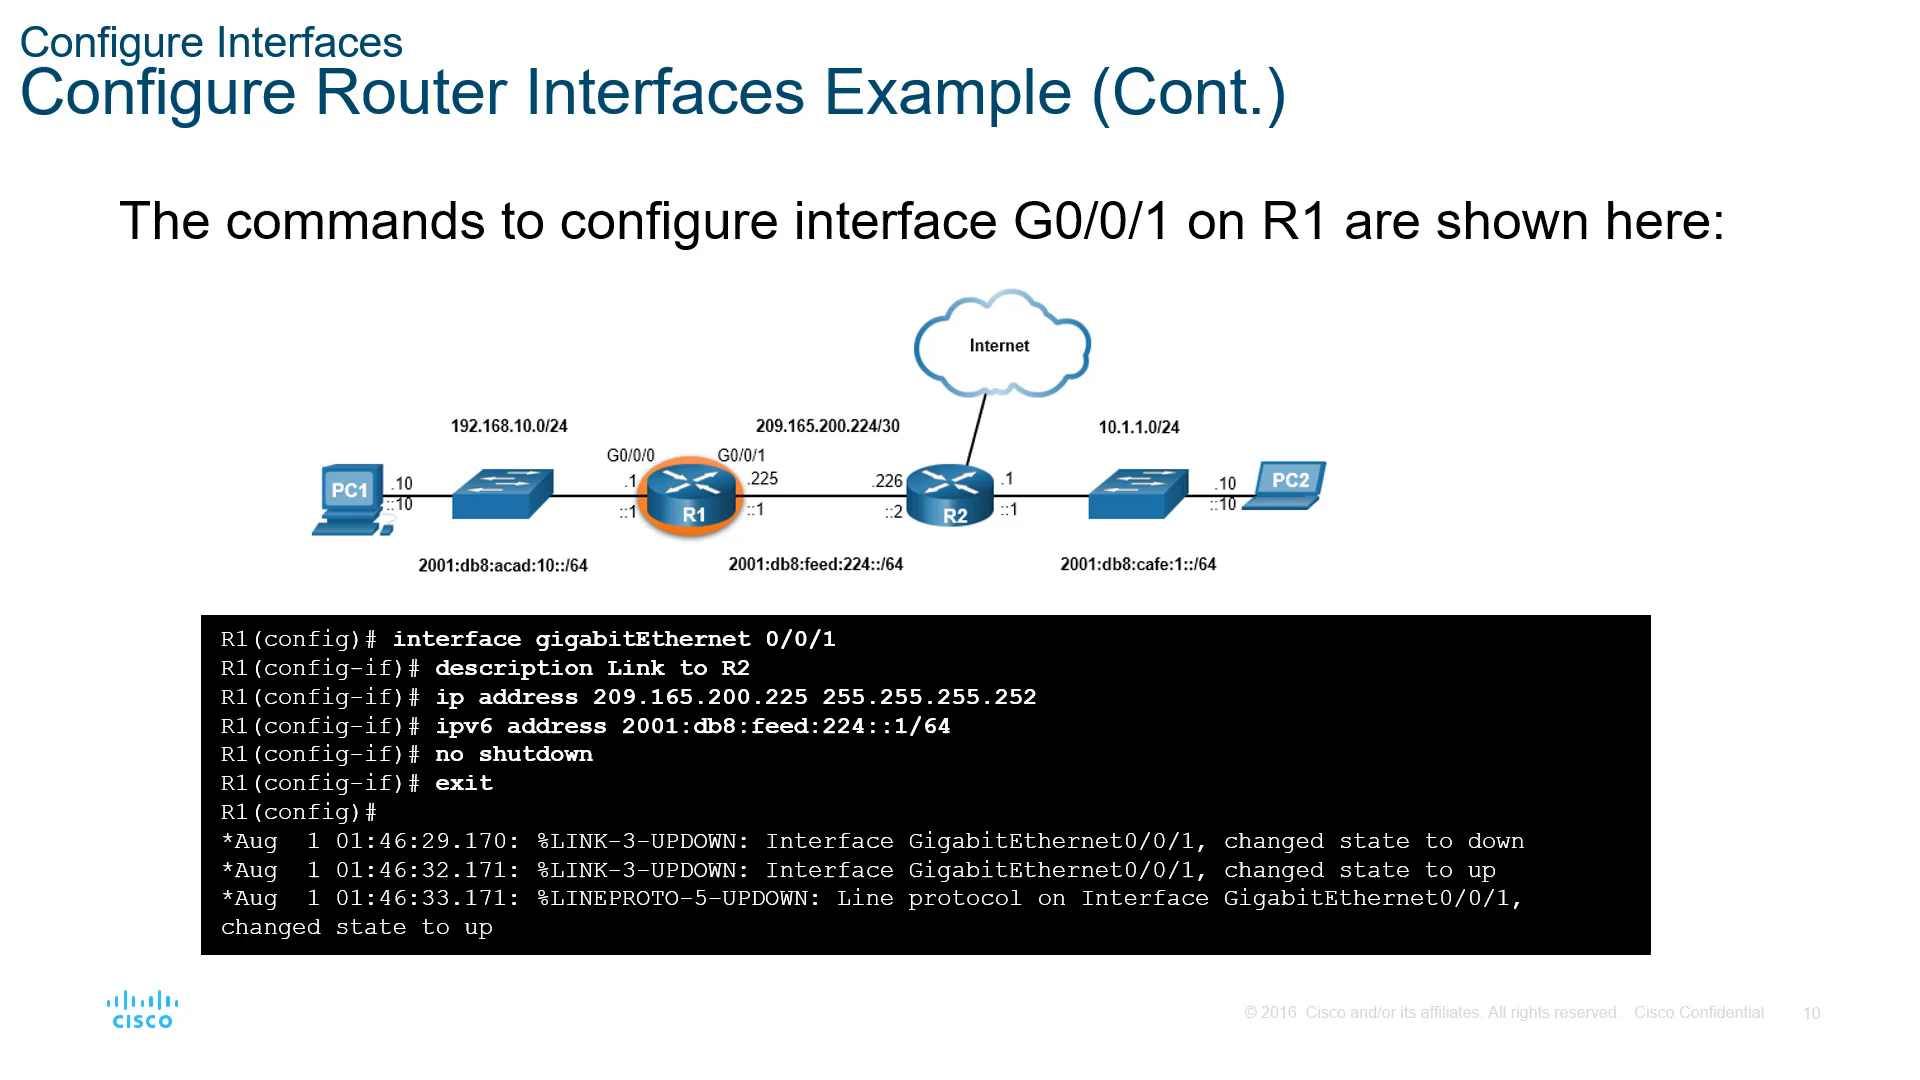 Configure Interfaces
Configure Router Interfaces Example (Cont.)
The commands to configure interface G0/0/1 on R1 are shown here:
Internet
192.168.10.0/24
209.165.200.224/30
10.1.1.0/24
G0/0/0
G0/0/1
PC1
.10
::10
.1
::1
R1
.225
::1
.226
::2
R2
.1
::1
.10
::10
PC2
2001:db8:acad:10::/64
2001:db8:feed:224::/64
2001:db8:cafe:1::/64
R1(config)# interface gigabitEthernet 0/0/1
R1(config-if)# description Link to R2
R1(config-if)# ip address 209.165.200.225 255.255.255.252
R1(config-if)# ipv6 address 2001:db8:feed:224::1/64
R1(config-if)# no shutdown
R1(config-if)# exit
R1(config)#
*Aug  1 01:46:29.170: %LINK-3-UPDOWN: Interface GigabitEthernet0/0/1, changed state to down
*Aug  1 01:46:32.171: %LINK-3-UPDOWN: Interface GigabitEthernet0/0/1, changed state to up
*Aug  1 01:46:33.171: %LINEPROTO-5-UPDOWN: Line protocol on Interface GigabitEthernet0/0/1,
changed state to up
CISCO
© 2016 Cisco and/or its affiliates. All rights reserved. Cisco Confidential
10